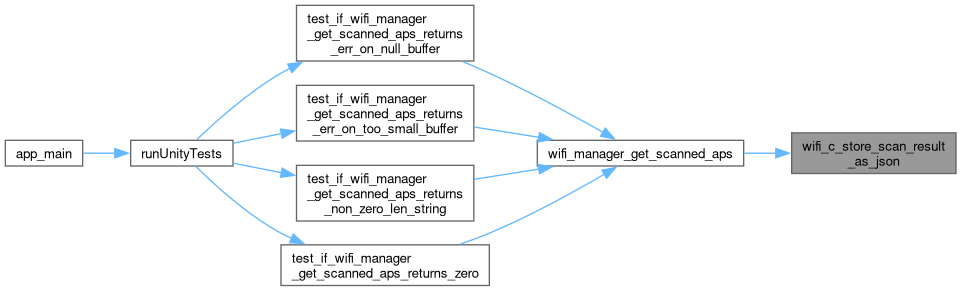 app_main
runUnityTests
test_if_wifi_manager
_get_scanned_aps_returns
_err_on_null_buffer
test_if_wifi_manager
_get_scanned_aps_returns
_err_on_too_small_buffer
test_if_wifi_manager
_get_scanned_aps_returns
_non_zero_len_string
test_if_wifi_manager
_get_scanned_aps_returns_zero
wifi_manager_get_scanned_aps
wifi_c_store_scan_result
_as_json